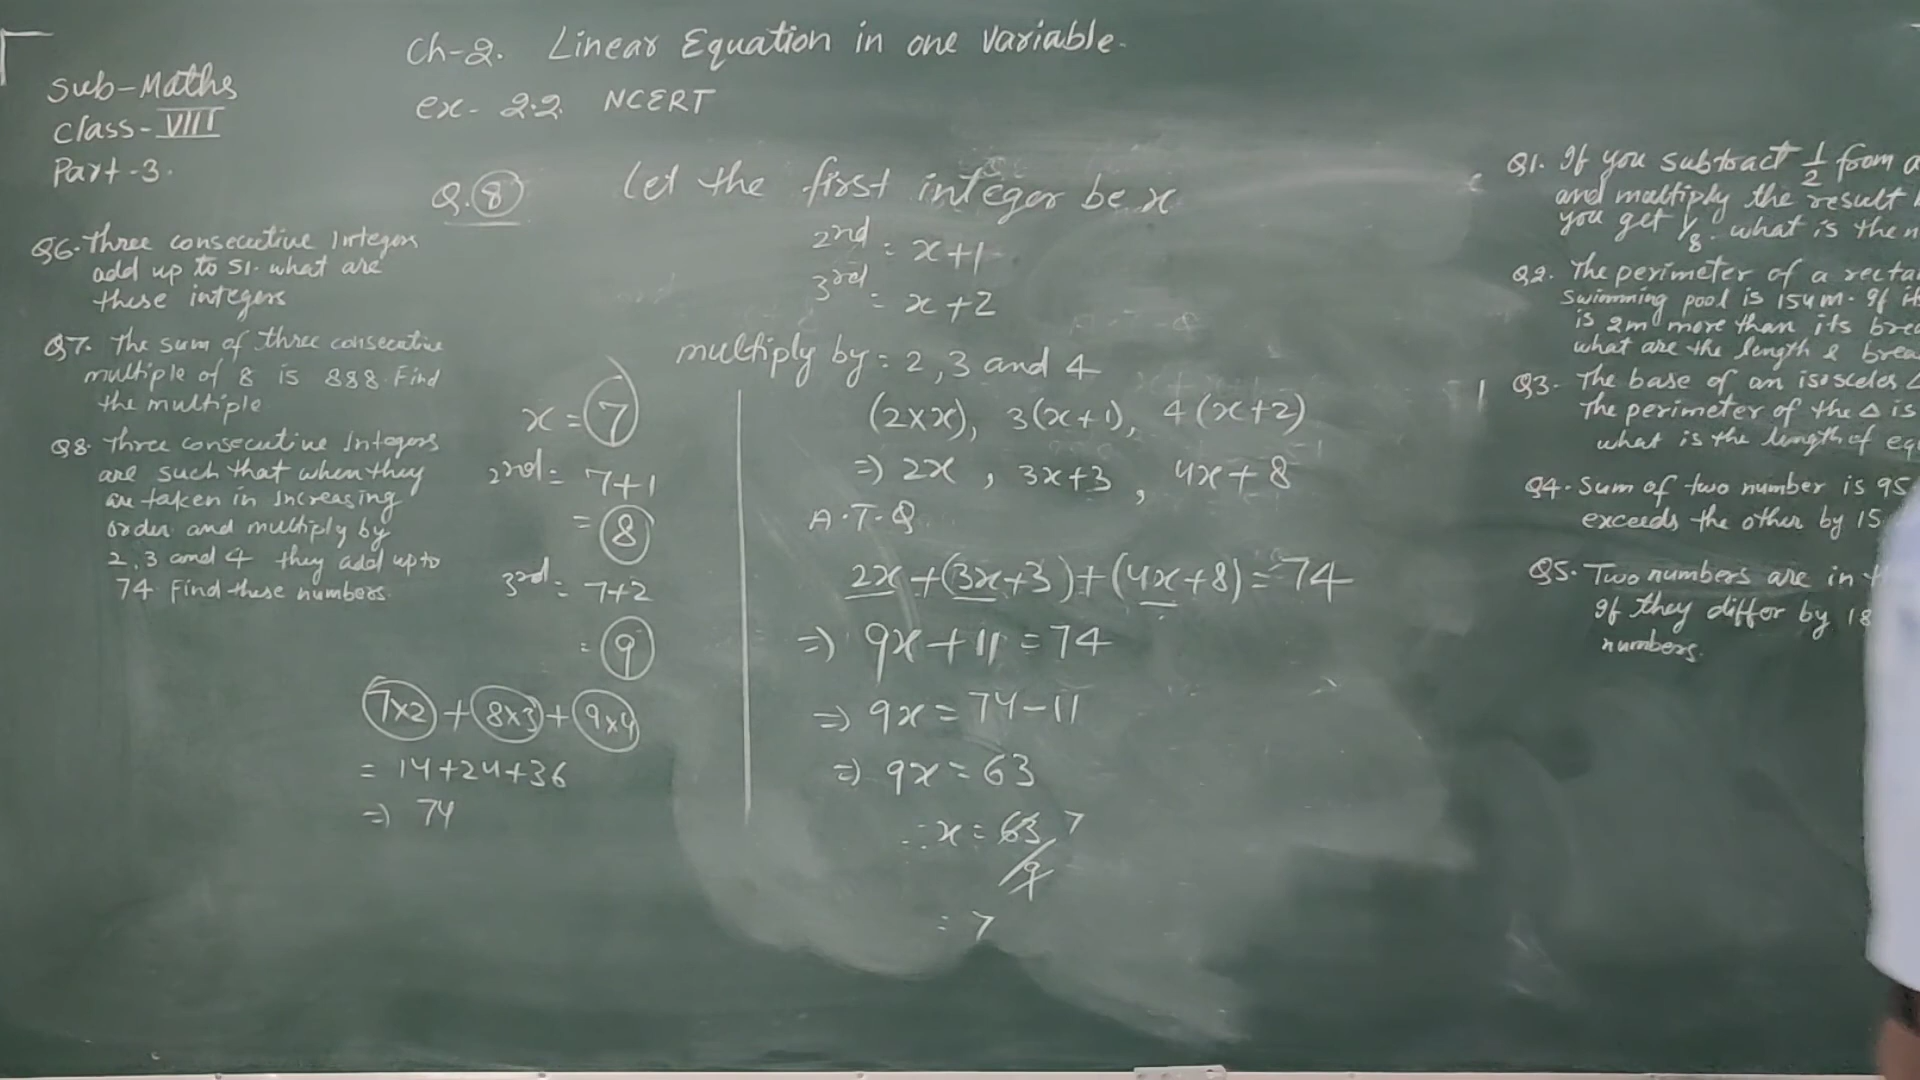 Ch-2. Linear Equation in one variable.
ex- 2.2. NCERT
Sub-Maths
Class-VIII
Part-3.
Q6. Three consecutive Integers
add up to 51. what are
these integers
Q7. The sum of three consecutive
multiple of 8 is 888. Find
the multiple
Q8. Three consecutive Integers
are such that when they
are taken in Increasing
order and multiply by
2, 3 and 4 they add up to
74. Find these numbers.
Q.8 Let the first integer be x
2nd = x+1
3rd = x+2
multiply by: 2, 3 and 4
(2×x), 3(x+1), 4(x+2)
=> 2x, 3x+3, 4x+8
A.T.Q
2x+(3x+3)+(4x+8)=74
=> 9x+11=74
=> 9x=74-11
=> 9x=63
∴ x= 63/9 7
= 7
x=7
2nd = 7+1
= 8
3rd = 7+2
= 9
7×2+8×3+9×4
= 14+24+36
=> 74
Q1. If you subtract 1/2 from
and multiply the result
you get 1/8. what is the
Q2. The perimeter of a
swimming pool is 154m. If
is 2m more than its
what are the length &
Q3. The base of an isosceles Δ
The perimeter of the Δ is
what is the length of
Q4. Sum of two number is 95
exceeds the other by 15
Q5. Two numbers are in
If they differ by 18
numbers.